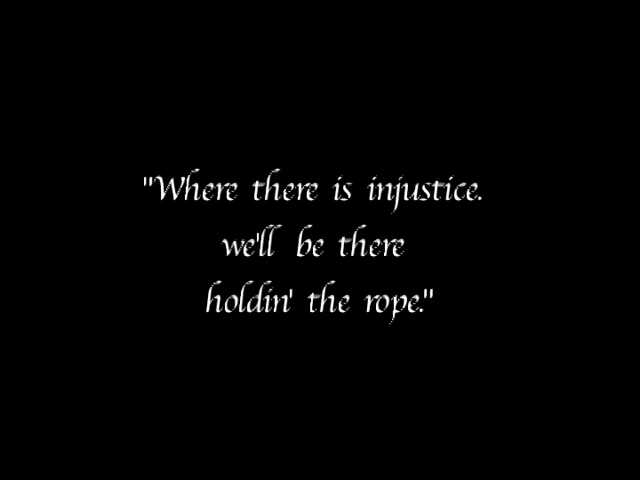 "Where there is injustice.
we'll be there
holdin' the rope."